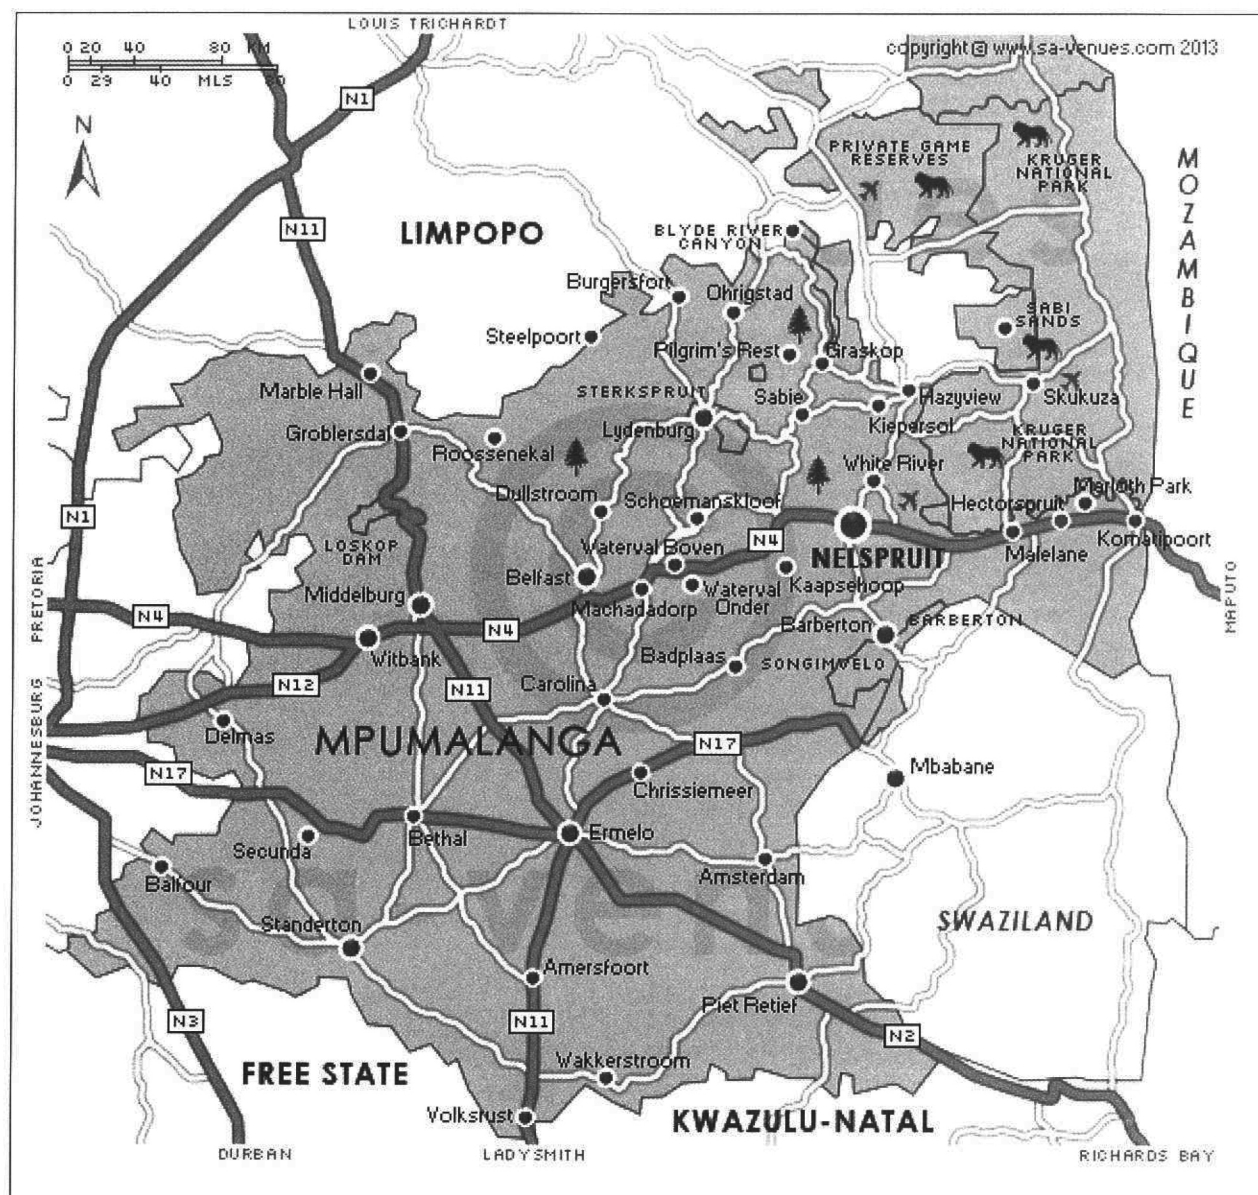 LOUIS TRICHARDT
0 20 40 80 KM
0 29 40 MLS 80
copyright © www.sa-venues.com 2013
N1
N
PRIVATE GAME
RESERVES
KRUGER
NATIONAL
PARK
MOZAMBIQUE
N11
LIMPOPO
BLYDE RIVER
CANYON
Burgersfort
Ohrigstad
SABI
SANDS
Steelpoort
Pilgrim's Rest
Graskop
Marble Hall
STERKSPRUIT
Sabie
Hazyview
Skukuza
Groblersdal
Roossenekal
Lydenburg
Kiepersol
KRUGER
NATIONAL
PARK
White River
Dullstroom
Schoemanskloof
Hectorspruit
Marloth Park
N1
LOSKOP
DAM
Waterval Boven
N4
NELSPRUIT
Malelane
Komatipoort
PRETORIA
Middelburg
Belfast
Machadadorp
Waterval
Onder
Kaapsehoop
MAPUTO
N4
N4
Barberton
BARBERTON
Witbank
Badplaas
SONGIMVELO
N12
N11
Carolina
JOHANNESBURG
Delmas
MPUMALANGA
N17
N17
Chrissiemeer
Mbabane
Secunda
Bethal
Ermelo
Balfour
Amsterdam
sa venues
Standerton
SWAZILAND
Amersfoort
Piet Retief
N3
N11
N2
FREE STATE
Wakkerstroom
Volksrust
KWAZULU-NATAL
DURBAN
LADYSMITH
RICHARDS BAY